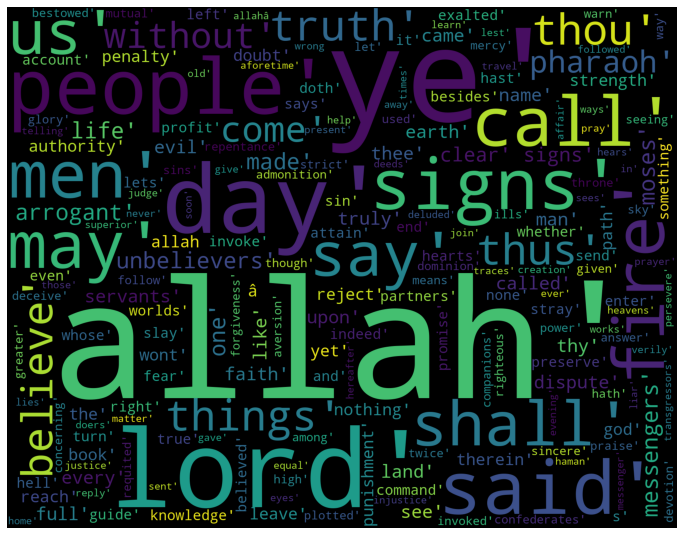 mutual' left' allahâ exalted' learn' lest' warn' way'
us' without' truth' it' came' let' mercy' wrong followed'
account' penalty' doubt' thou' pharaoh'
people' ye' old' aforetime' doth' hast' travel' strength'
glory' telling' life' profit' come' says' times' besides' name' used' away' affair' ways' seeing'
authority' evil' repentance' present' help' earth' call' pray'
made' thee' clear' signs' hears' in' moses' something'
men' lets' sins' give' strict' deeds' admonition' throne' sees'
judge' day' sin' signs' path' sky'
arrogant' never' soon' truly' end' deluded' ills' man'
superior' allah' invoke' attain' join' whether'
may' unbelievers' say' hearts' thus' send' fire'
even' those' follow' though' dominion' traces' creation' given' prayer' persevere'
deceive' called' means' ever' heavens'
servants' â reject' partners' none' stray' enter'
greater' worlds' forgiveness' aversion' power' works'
believe' whose' slay' one' like' upon' promise' thy' answer' verily'
wont' yet' indeed' companions' righteous' preserve'
fear' faith' and' allah' hereafter' dispute' liar' transgressors'
lies' doers' hath'
the' right' things' nothing' shall' messengers'
concerning' turn' matter' true' gave' among' god'
book' justice' requited' believed' equal' twice' sincere' praise'
hell' every' lord' high' punishment' land' therein' evening' haman'
reach' reply' sent' eyes' injustice' command' said' messenger' devotion'
full' guide' knowledge' leave' see' invoked' s
home' plotted' confederates'